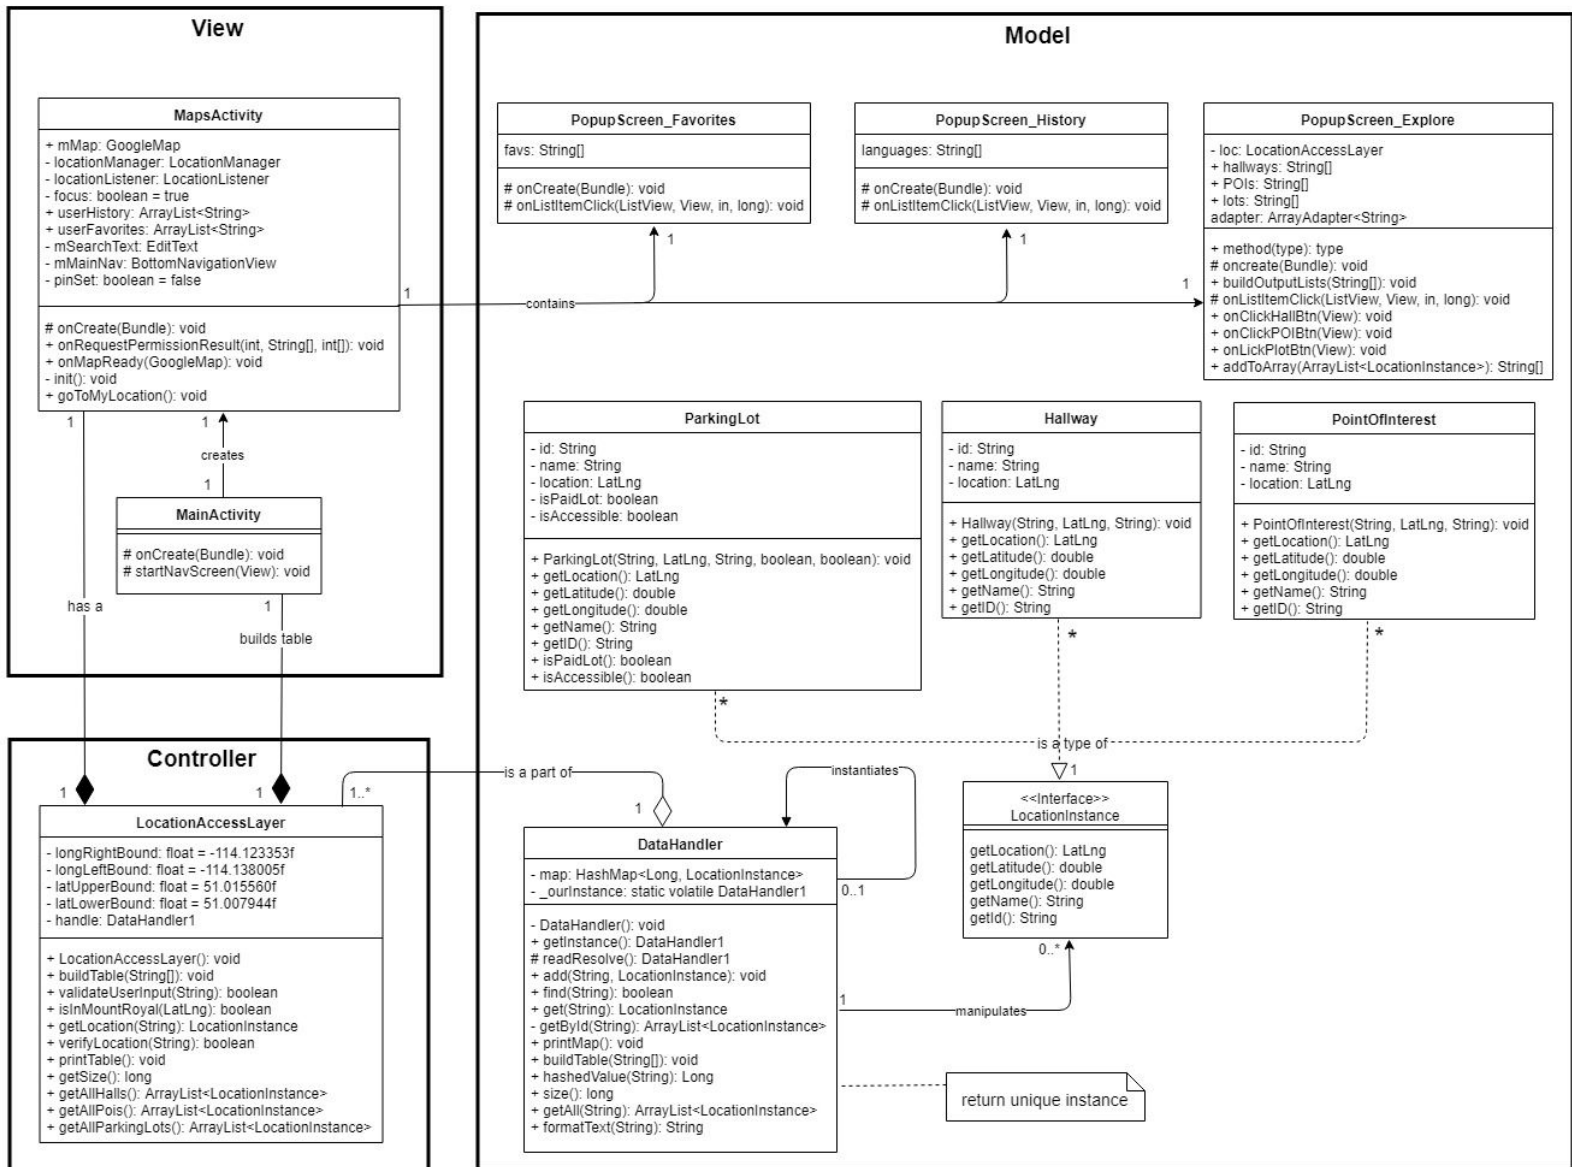 View
MapsActivity
+ mMap: GoogleMap
- locationManager: LocationManager
- locationListener: LocationListener
- focus: boolean = true
+ userHistory: ArrayList<String>
+ userFavorites: ArrayList<String>
- mSearchText: EditText
- mMainNav: BottomNavigationView
- pinSet: boolean = false
# onCreate(Bundle): void
+ onRequestPermissionResult(int, String[], int[]): void
+ onMapReady(GoogleMap): void
- init(): void
+ goToMyLocation(): void
1
1
1
creates
1
MainActivity
# onCreate(Bundle): void
# startNavScreen(View): void
has a
1
builds table
Controller
1
1
1..*
LocationAccessLayer
- longRightBound: float = -114.123353f
- longLeftBound: float = -114.138005f
- latUpperBound: float = 51.015560f
- latLowerBound: float = 51.007944f
- handle: DataHandler1
+ LocationAccessLayer(): void
+ buildTable(String[]): void
+ validateUserInput(String): boolean
+ isInMountRoyal(LatLng): boolean
+ getLocation(String): LocationInstance
+ verifyLocation(String): boolean
+ printTable(): void
+ getSize(): long
+ getAllHalls(): ArrayList<LocationInstance>
+ getAllPois(): ArrayList<LocationInstance>
+ getAllParkingLots(): ArrayList<LocationInstance>
Model
PopupScreen_Favorites
favs: String[]
# onCreate(Bundle): void
# onListItemClick(ListView, View, in, long): void
1
PopupScreen_History
languages: String[]
# onCreate(Bundle): void
# onListItemClick(ListView, View, in, long): void
1
PopupScreen_Explore
- loc: LocationAccessLayer
+ hallways: String[]
+ POIs: String[]
+ lots: String[]
adapter: ArrayAdapter<String>
+ method(type): type
# oncreate(Bundle): void
+ buildOutputLists(String[]): void
# onListItemClick(ListView, View, in, long): void
+ onClickHallBtn(View): void
+ onClickPOIBtn(View): void
+ onLickPlotBtn(View): void
+ addToArray(ArrayList<LocationInstance>): String[]
1
contains
ParkingLot
- id: String
- name: String
- location: LatLng
- isPaidLot: boolean
- isAccessible: boolean
+ ParkingLot(String, LatLng, String, boolean, boolean): void
+ getLocation(): LatLng
+ getLatitude(): double
+ getLongitude(): double
+ getName(): String
+ getID(): String
+ isPaidLot(): boolean
+ isAccessible(): boolean
*
Hallway
- id: String
- name: String
- location: LatLng
+ Hallway(String, LatLng, String): void
+ getLocation(): LatLng
+ getLatitude(): double
+ getLongitude(): double
+ getName(): String
+ getID(): String
*
PointOfInterest
- id: String
- name: String
- location: LatLng
+ PointOfInterest(String, LatLng, String): void
+ getLocation(): LatLng
+ getLatitude(): double
+ getLongitude(): double
+ getName(): String
+ getID(): String
*
is a type of
is a part of
1
instantiates
1
DataHandler
- map: HashMap<Long, LocationInstance>
- _ourInstance: static volatile DataHandler1
0..1
- DataHandler(): void
+ getInstance(): DataHandler1
# readResolve(): DataHandler1
+ add(String, LocationInstance): void
+ find(String): boolean
+ get(String): LocationInstance
- getById(String): ArrayList<LocationInstance>
+ printMap(): void
+ buildTable(String[]): void
+ hashedValue(String): Long
+ size(): long
+ getAll(String): ArrayList<LocationInstance>
+ formatText(String): String
<<Interface>>
LocationInstance
getLocation(): LatLng
getLatitude(): double
getLongitude(): double
getName(): String
getId(): String
0..*
1
manipulates
return unique instance